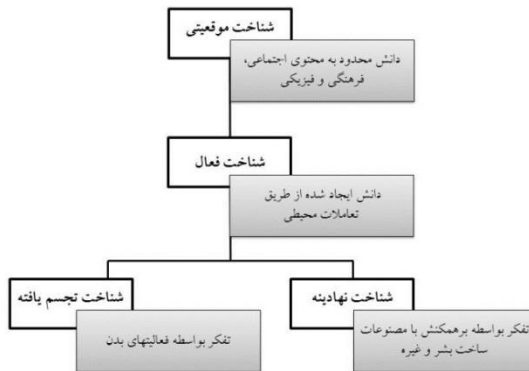 شناخت موقعیتی
دانش محدود به محتوی اجتماعی،
فرهنگی و فیزیکی
شناخت فعال
دانش ایجاد شده از طریق
تعاملات محیطی
شناخت نهادینه
تفکر بواسطه برهمکنش با مصنوعات
ساخت بشر و غیره
شناخت تجسم یافته
تفکر بواسطه فعالیتهای بدن